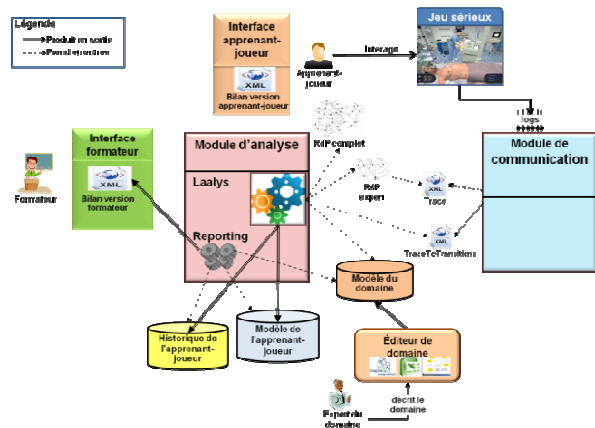 Légende
Produit en sortie
Prend en entrée
Interface
apprenant-
joueur
XML
Bilan version
apprenant-joueur
Apprenant-
joueur
Interagit
Jeu sérieux
logs
Module de
communication
Interface
formateur
XML
Bilan version
formateur
Formateur
Module d'analyse
Laalys
Reporting
RdP complet
RdP
expert
XML
Trace
XML
TraceToTransitions
Modèle du
domaine
Historique de
l'apprenant-
joueur
Modèle de
l'apprenant-
joueur
Éditeur de
domaine
Expert du
domaine
décrit le
domaine